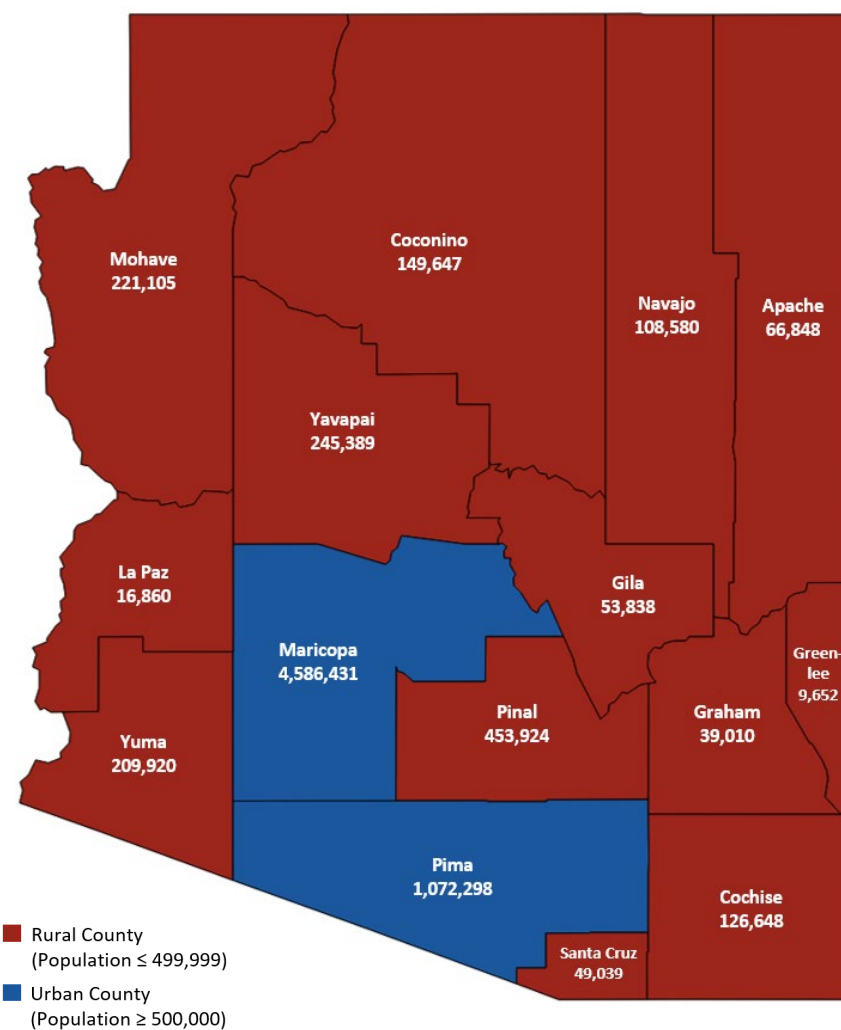 Coconino
149,647
Mohave
221,105
Navajo
108,580
Apache
66,848
Yavapai
245,389
La Paz
16,860
Gila
53,838
Maricopa
4,586,431
Green-
lee
9,652
Pinal
453,924
Graham
39,010
Yuma
209,920
Pima
1,072,298
Cochise
126,648
Santa Cruz
49,039
Rural County
(Population ≤ 499,999)
Urban County
(Population ≥ 500,000)